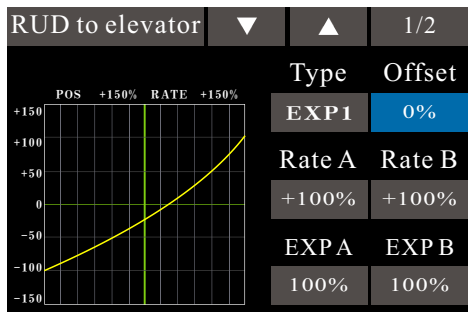 RUD to elevator ▼ ▲ 1/2
Type Offset
POS +150% RATE +150%
EXP1 0%
+150
+100
+50
0
−50
−100
−150
Rate A Rate B
+100% +100%
EXP A EXP B
100% 100%